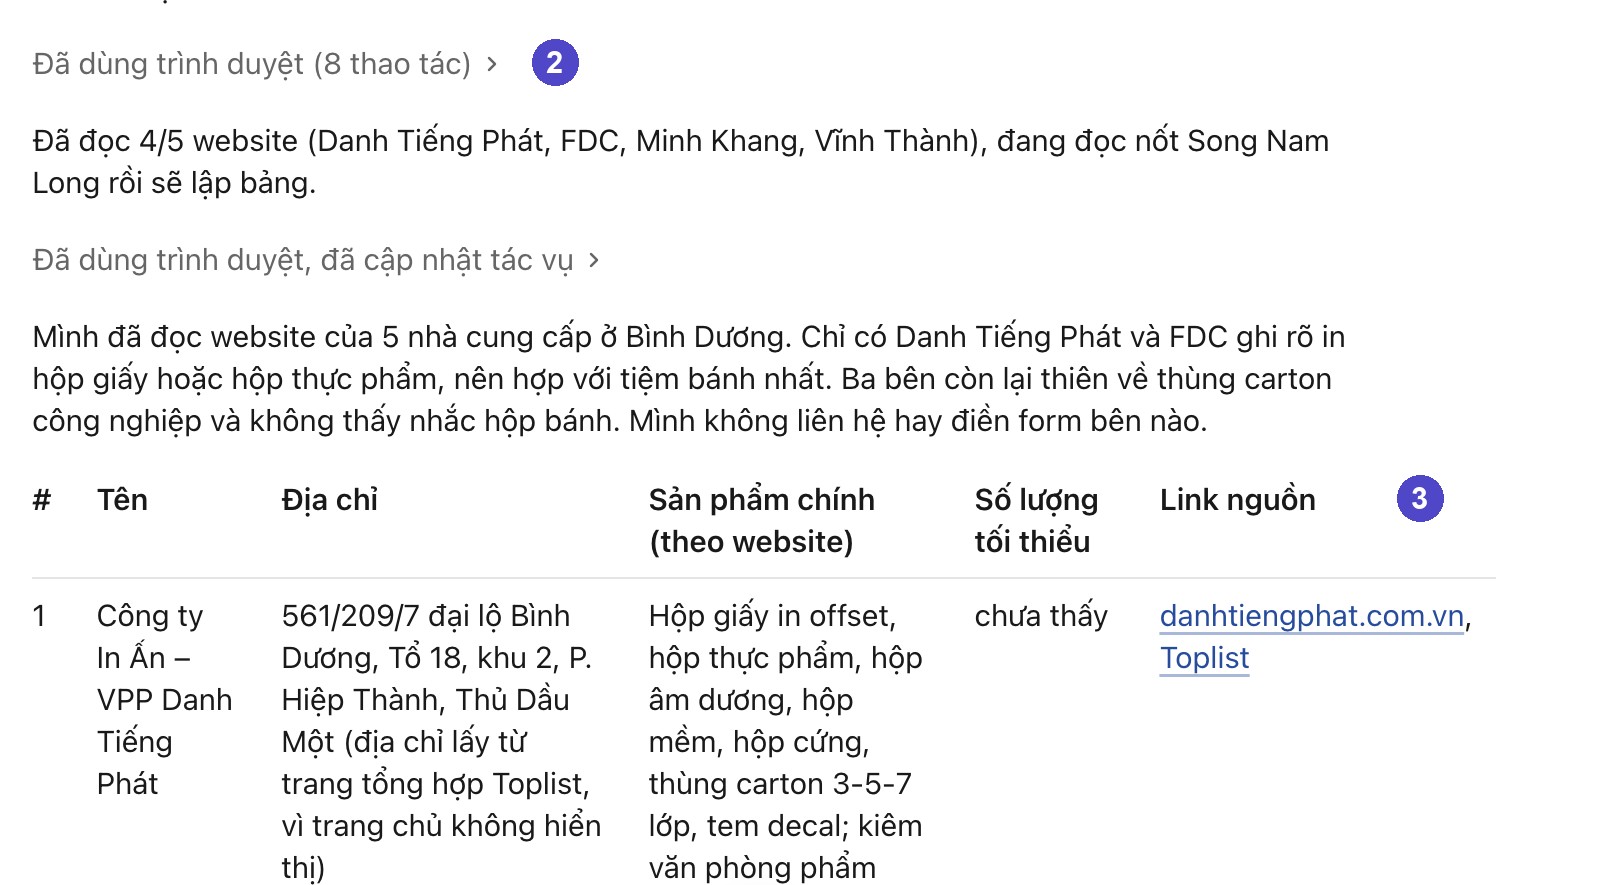 Đã dùng trình duyệt (8 thao tác) > 2
Đã đọc 4/5 website (Danh Tiếng Phát, FDC, Minh Khang, Vĩnh Thành), đang đọc nốt Song Nam
Long rồi sẽ lập bảng.
Đã dùng trình duyệt, đã cập nhật tác vụ >
Mình đã đọc website của 5 nhà cung cấp ở Bình Dương. Chỉ có Danh Tiếng Phát và FDC ghi rõ in
hộp giấy hoặc hộp thực phẩm, nên hợp với tiệm bánh nhất. Ba bên còn lại thiên về thùng carton
công nghiệp và không thấy nhắc hộp bánh. Mình không liên hệ hay điền form bên nào.
# Tên Địa chỉ Sản phẩm chính Số lượng Link nguồn 3
(theo website) tối thiểu
1 Công ty 561/209/7 đại lộ Bình Hộp giấy in offset, chưa thấy danhtiengphat.com.vn,
In Ấn – Dương, Tổ 18, khu 2, P. hộp thực phẩm, hộp Toplist
VPP Danh Hiệp Thành, Thủ Dầu âm dương, hộp
Tiếng Một (địa chỉ lấy từ mềm, hộp cứng,
Phát trang tổng hợp Toplist, thùng carton 3-5-7
vì trang chủ không hiển lớp, tem decal; kiêm
thị) văn phòng phẩm